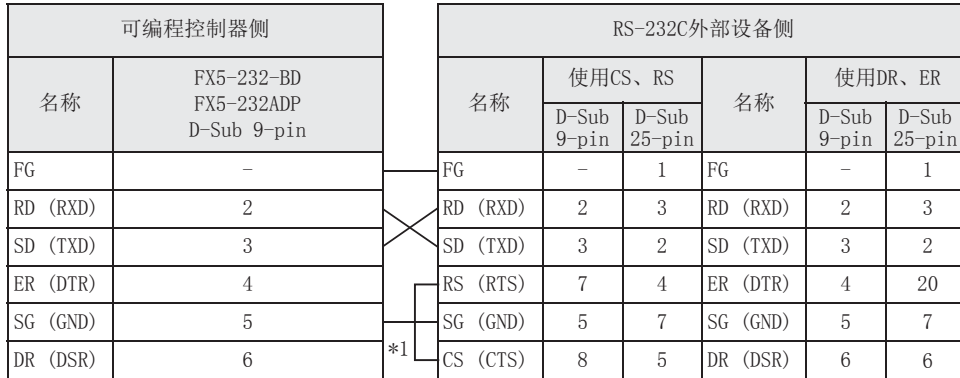 可编程控制器侧 RS-232C外部设备侧
名称 FX5-232-BD FX5-232ADP D-Sub 9-pin 名称 使用CS、RS 名称 使用DR、ER
D-Sub 9-pin D-Sub 25-pin D-Sub 9-pin D-Sub 25-pin
FG - FG - 1 FG - 1
RD (RXD) 2 RD (RXD) 2 3 RD (RXD) 2 3
SD (TXD) 3 SD (TXD) 3 2 SD (TXD) 3 2
ER (DTR) 4 RS (RTS) 7 4 ER (DTR) 4 20
SG (GND) 5 SG (GND) 5 7 SG (GND) 5 7
DR (DSR) 6 *1 CS (CTS) 8 5 DR (DSR) 6 6